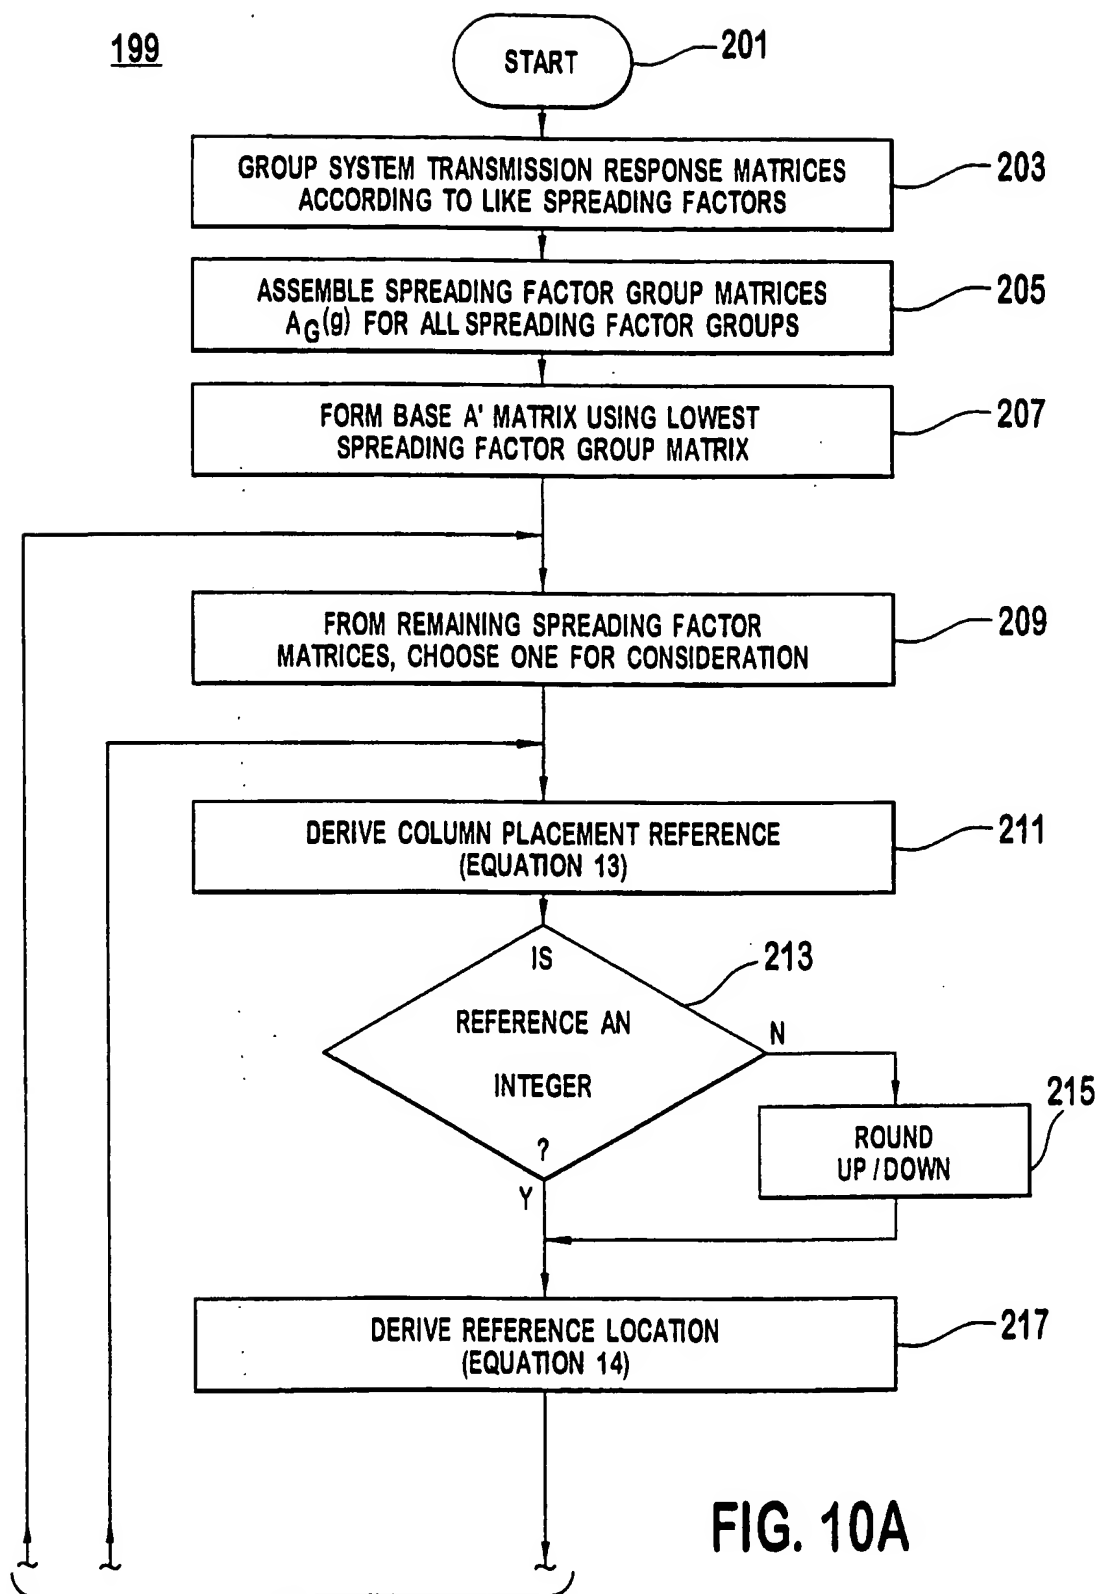 199
START
201
GROUP SYSTEM TRANSMISSION RESPONSE MATRICES
ACCORDING TO LIKE SPREADING FACTORS
203
ASSEMBLE SPREADING FACTOR GROUP MATRICES
AG(g) FOR ALL SPREADING FACTOR GROUPS
205
FORM BASE A' MATRIX USING LOWEST
SPREADING FACTOR GROUP MATRIX
207
FROM REMAINING SPREADING FACTOR
MATRICES, CHOOSE ONE FOR CONSIDERATION
209
DERIVE COLUMN PLACEMENT REFERENCE
(EQUATION 13)
211
IS
REFERENCE AN
INTEGER
?
213
N
Y
ROUND
UP / DOWN
215
DERIVE REFERENCE LOCATION
(EQUATION 14)
217
FIG. 10A